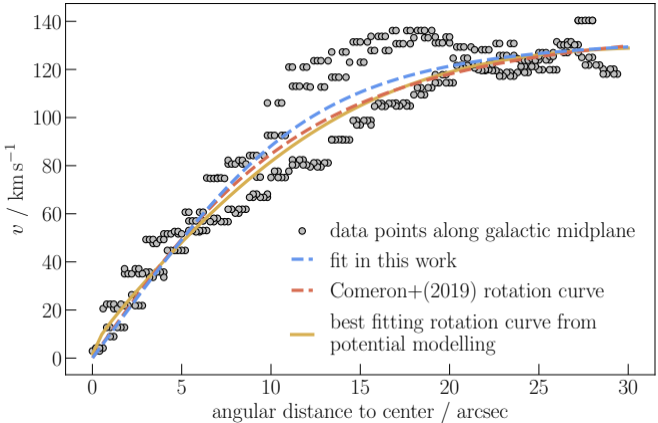 140
120
100
80
60
40
20
0
v / km s⁻¹
data points along galactic midplane
fit in this work
Comeron+(2019) rotation curve
best fitting rotation curve from
potential modelling
0 5 10 15 20 25 30
angular distance to center / arcsec